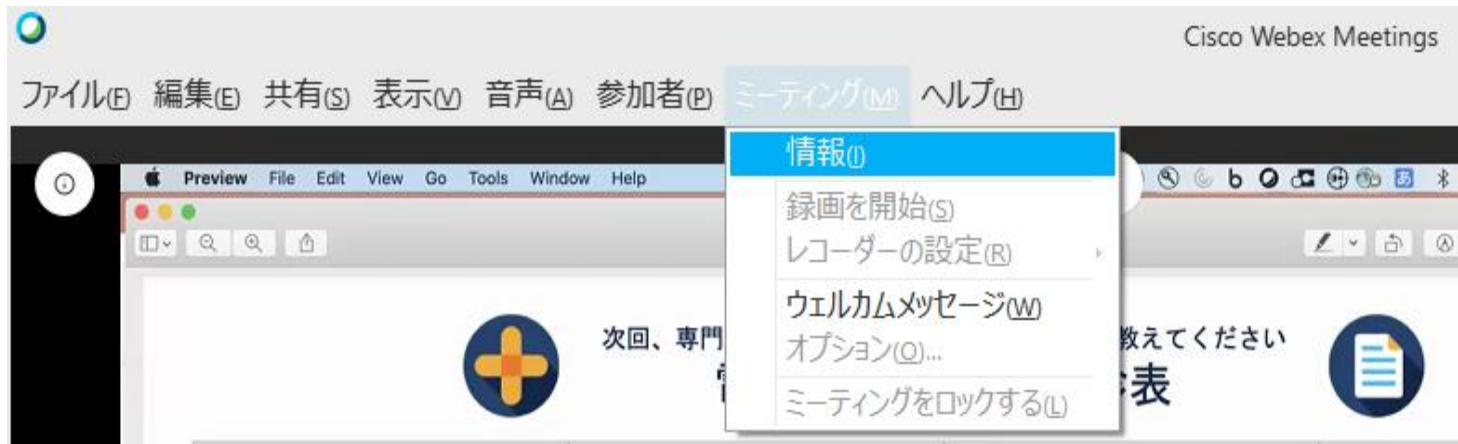 Cisco Webex Meetings
ファイル(F) 編集(E) 共有(S) 表示(V) 音声(A) 参加者(P) ミーティング(M) ヘルプ(H)
情報(I)
Preview File Edit View Go Tools Window Help
あ
録画を開始(S)
レコーダーの設定(R)
ウェルカムメッセージ(W)
オプション(O)...
ミーティングをロックする(L)
次回、専門
教えてください
表